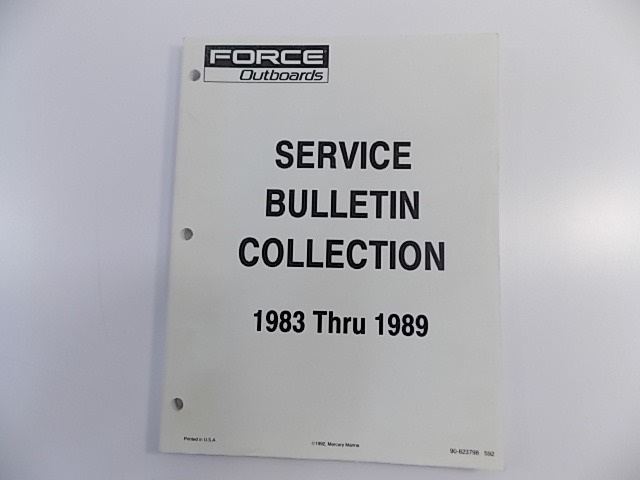 FORCE
Outboards
SERVICE
BULLETIN
COLLECTION
1983 Thru 1989
Printed in U.S.A.
©1992, Mercury Marine
90-823798 592